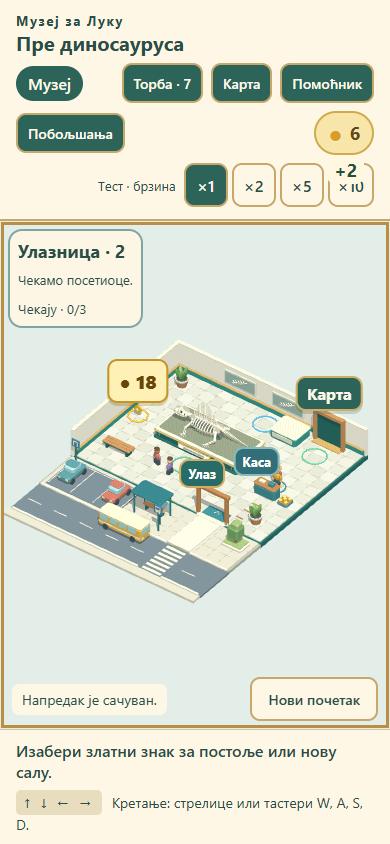 Музеј за Луку
Пре диносауруса
Музеј
Торба · 7
Карта
Помоћник
Побољшања
6
Тест · брзина
×1
×2
×5
×10
+2
Улазница · 2
Чекамо посетиоце.
Чекају · 0/3
18
Карта
Каса
Улаз
Напредак је сачуван.
Нови почетак
Изабери златни знак за постоље или нову
салу.
↑ ↓ ← → Кретање: стрелице или тастери W, A, S,
D.